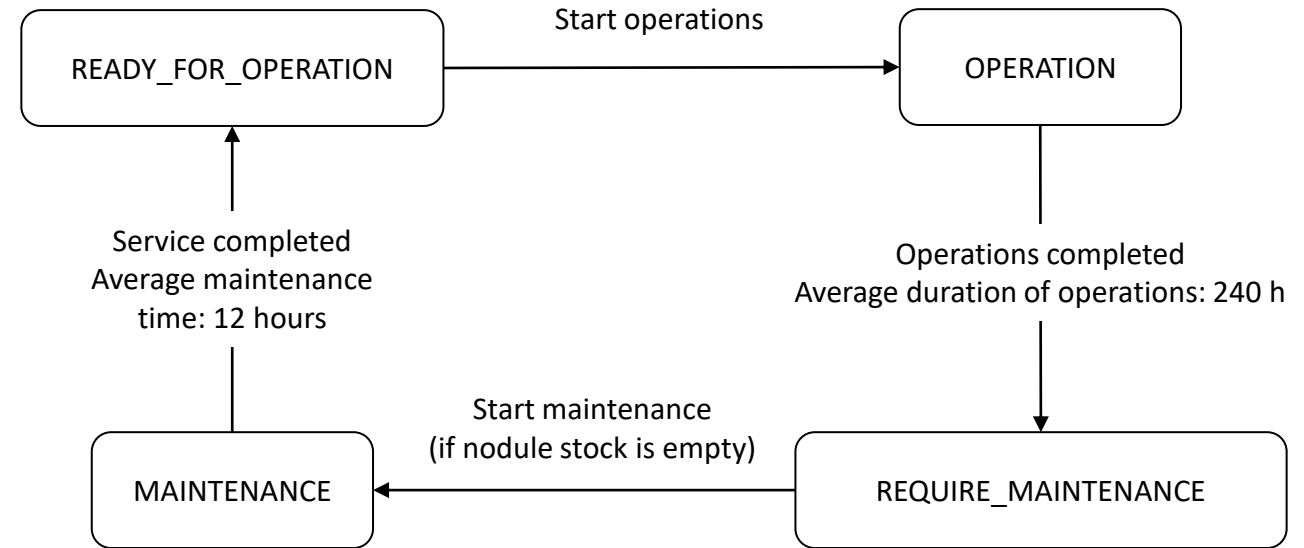 Start operations
READY_FOR_OPERATION
OPERATION
Service completed
Average maintenance
time: 12 hours
Operations completed
Average duration of operations: 240 h
Start maintenance
(if nodule stock is empty)
MAINTENANCE
REQUIRE_MAINTENANCE